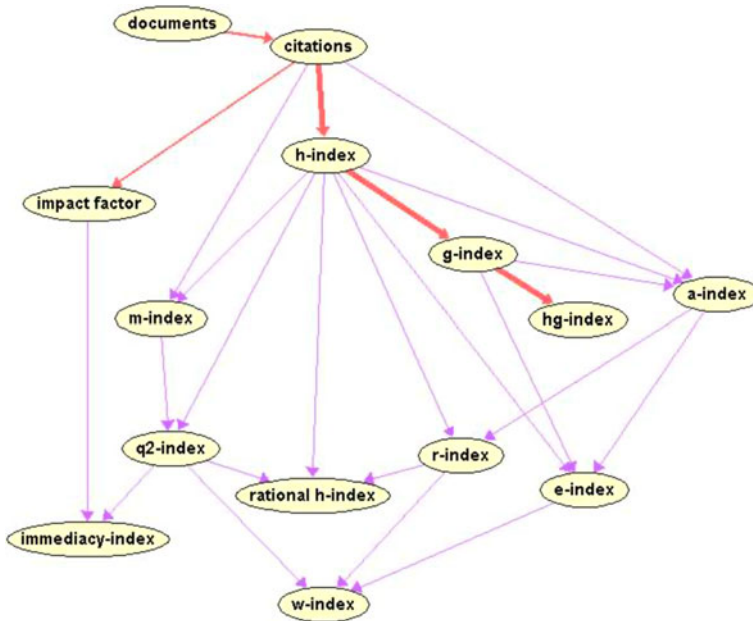 documents
citations
h-index
impact factor
g-index
a-index
m-index
hg-index
q2-index
r-index
rational h-index
e-index
immediacy-index
w-index